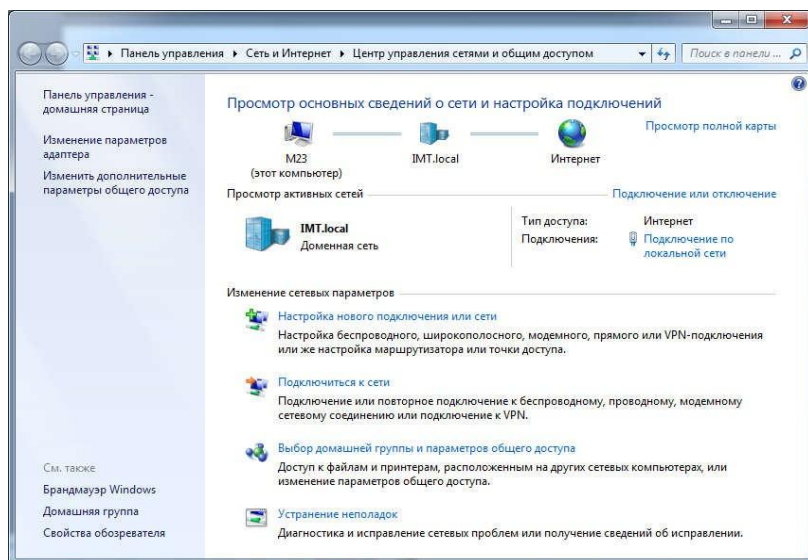 Панель управления ▸ Сеть и Интернет ▸ Центр управления сетями и общим доступом
Поиск в панели ...
Панель управления -
домашняя страница
Изменение параметров
адаптера
Изменить дополнительные
параметры общего доступа
См. также
Брандмауэр Windows
Домашняя группа
Свойства обозревателя
Просмотр основных сведений о сети и настройка подключений
Просмотр полной карты
M23
(этот компьютер)
IMT.local
Интернет
Просмотр активных сетей
Подключение или отключение
IMT.local
Доменная сеть
Тип доступа: Интернет
Подключения: Подключение по
локальной сети
Изменение сетевых параметров
Настройка нового подключения или сети
Настройка беспроводного, широкополосного, модемного, прямого или VPN-подключения
или же настройка маршрутизатора или точки доступа.
Подключиться к сети
Подключение или повторное подключение к беспроводному, проводному, модемному
сетевому соединению или подключение к VPN.
Выбор домашней группы и параметров общего доступа
Доступ к файлам и принтерам, расположенным на других сетевых компьютерах, или
изменение параметров общего доступа.
Устранение неполадок
Диагностика и исправление сетевых проблем или получение сведений об исправлении.